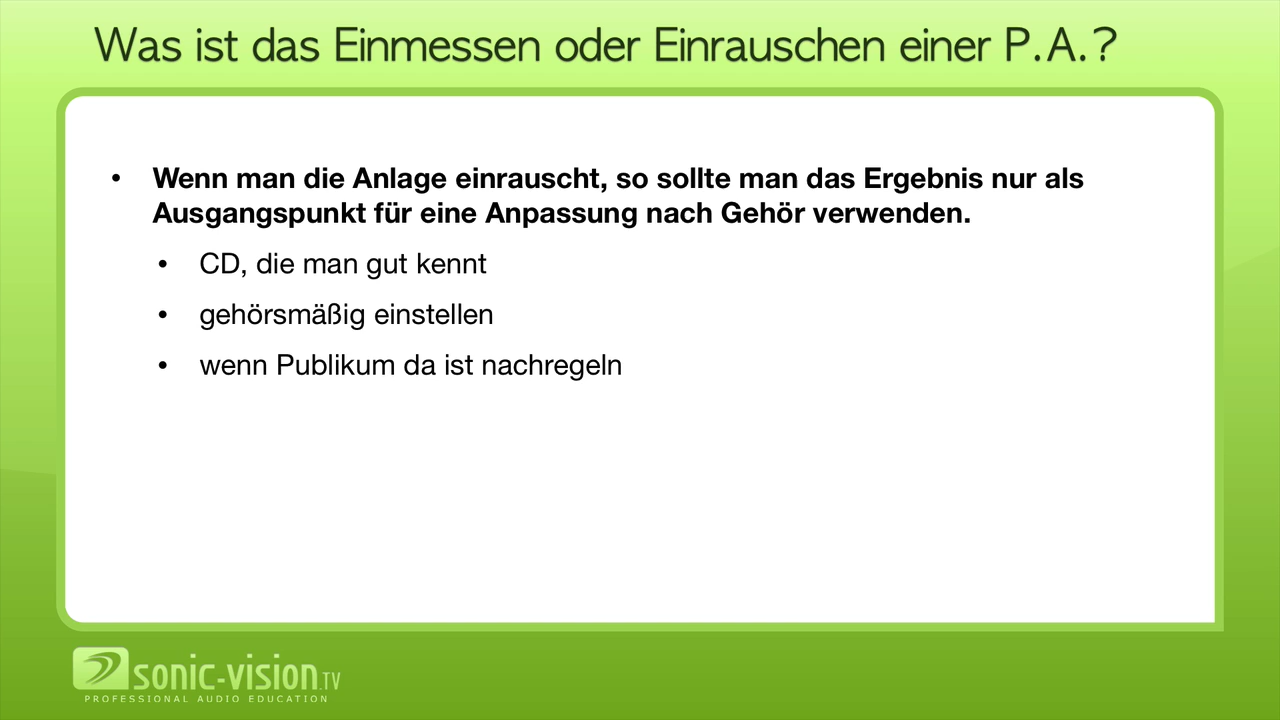 Was ist das Einmessen oder Einrauschen einer P.A.?
• Wenn man die Anlage einrauscht, so sollte man das Ergebnis nur als
Ausgangspunkt für eine Anpassung nach Gehör verwenden.
• CD, die man gut kennt
• gehörsmäßig einstellen
• wenn Publikum da ist nachregeln
sonic-vision.TV
PROFESSIONAL AUDIO EDUCATION